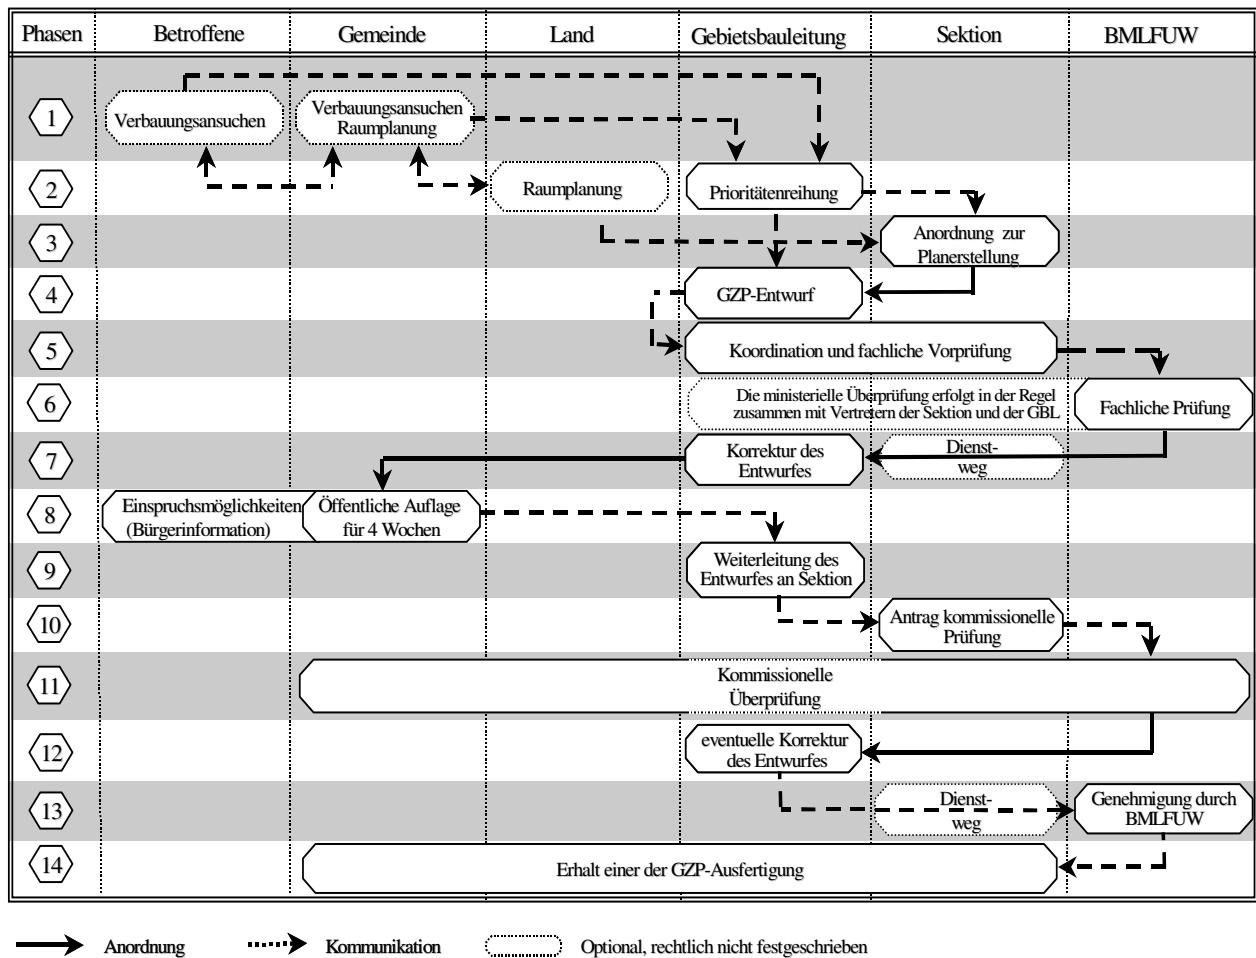 Phasen Betroffene Gemeinde Land Gebietsbauleitung Sektion BMLFUW
1
Verbauungsansuchen
Verbauungsansuchen
Raumplanung
2
Raumplanung
Prioritätenreihung
3
Anordnung zur
Planerstellung
4
GZP-Entwurf
5
Koordination und fachliche Vorprüfung
6
Die ministerielle Überprüfung erfolgt in der Regel
zusammen mit Vertretern der Sektion und der GBL
Fachliche Prüfung
7
Korrektur des
Entwurfes
Dienst-
weg
8
Einspruchsmöglichkeiten
(Bürgerinformation)
Öffentliche Auflage
für 4 Wochen
9
Weiterleitung des
Entwurfes an Sektion
10
Antrag kommissionelle
Prüfung
11
Kommissionelle
Überprüfung
12
eventuelle Korrektur
des Entwurfes
13
Dienst-
weg
Genehmigung durch
BMLFUW
14
Erhalt einer der GZP-Ausfertigung
Anordnung Kommunikation Optional, rechtlich nicht festgeschrieben